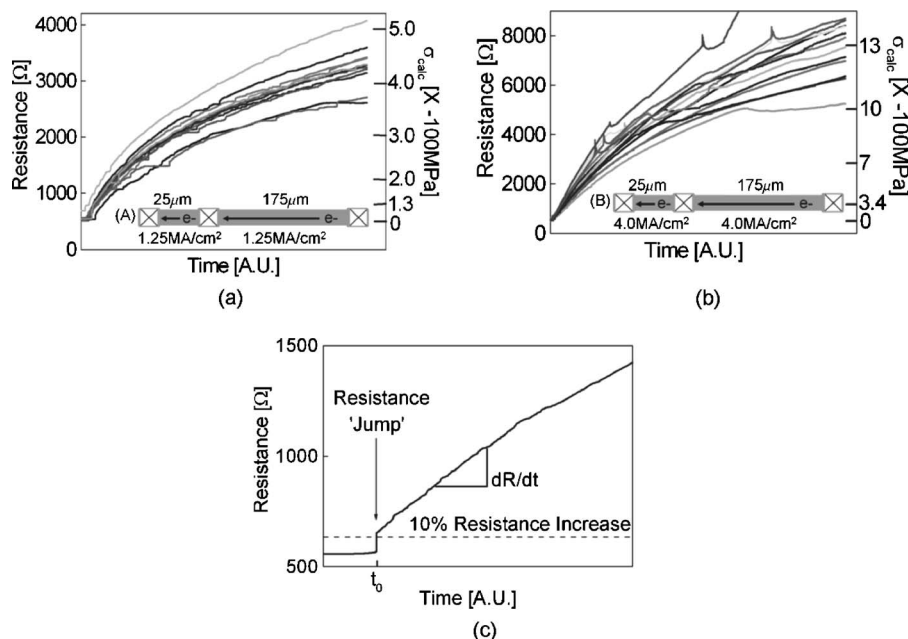 4000
3000
2000
1000
0
Resistance [Ω]
5.0
4.0
3.0
2.0
1.3
0
σcalc [X -100MPa]
25μm
175μm
(A)
e-
e-
1.25MA/cm²
1.25MA/cm²
Time [A.U.]
(a)
8000
6000
4000
2000
0
Resistance [Ω]
13
10
7
3.4
0
σcalc [X -100MPa]
25μm
175μm
(B)
e-
e-
4.0MA/cm²
4.0MA/cm²
Time [A.U.]
(b)
1500
1000
500
Resistance [Ω]
Resistance
'Jump'
dR/dt
10% Resistance Increase
t₀
Time [A.U.]
(c)